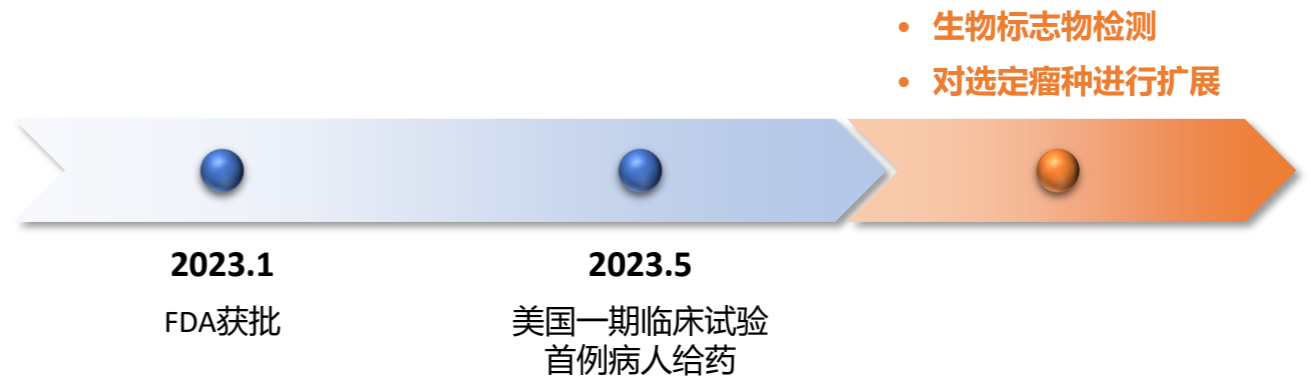 • 生物标志物检测
• 对选定瘤种进行扩展
2023.1
FDA获批
2023.5
美国一期临床试验
首例病人给药